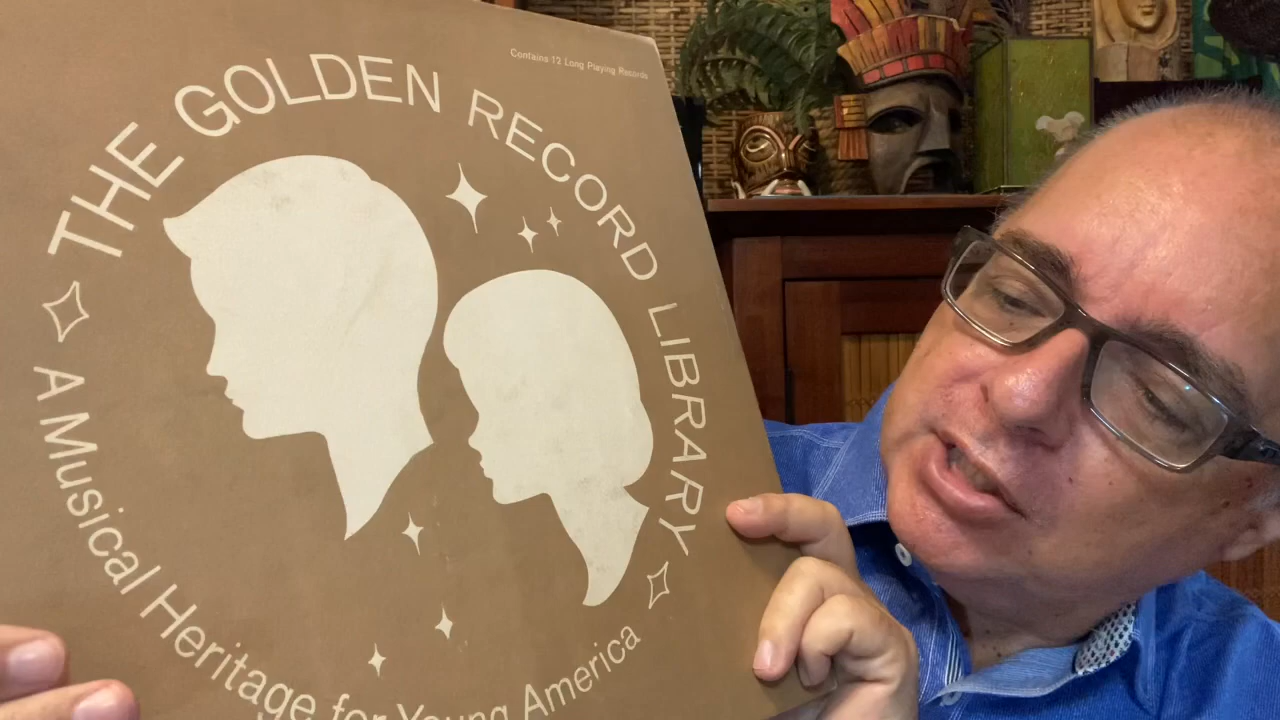 Contains 12 Long Playing Records
THE GOLDEN RECORD LIBRARY
A Musical Heritage for Young America